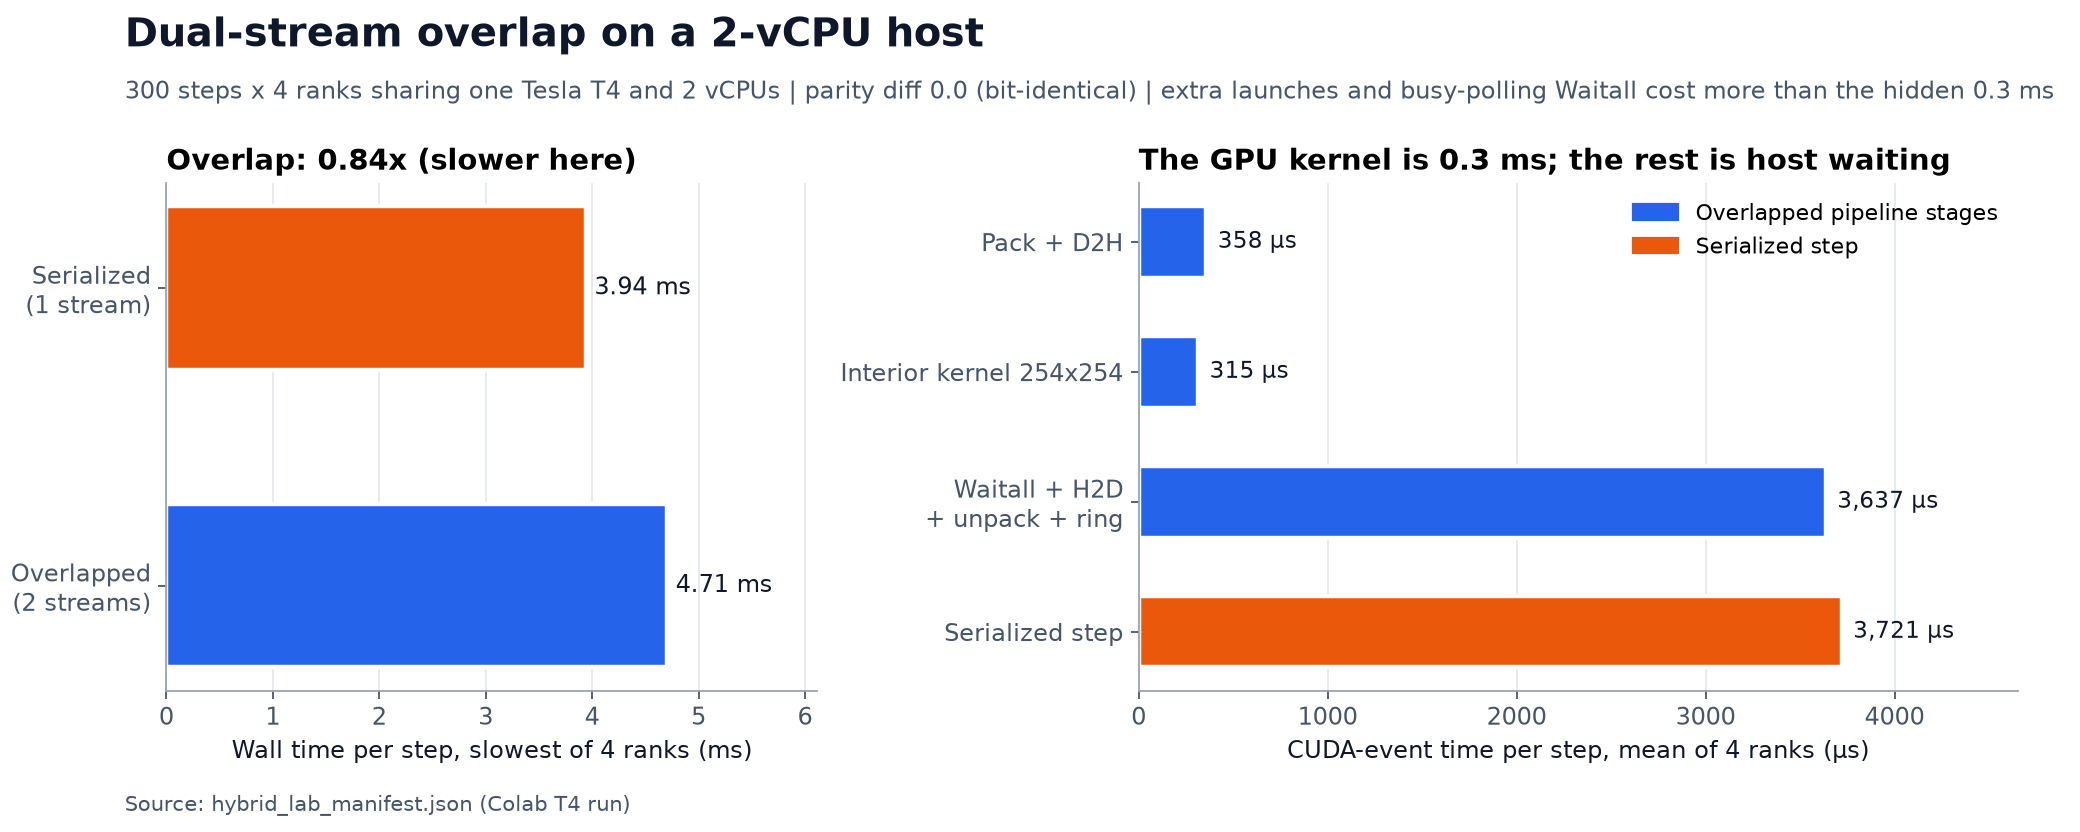 Dual-stream overlap on a 2-vCPU host
300 steps x 4 ranks sharing one Tesla T4 and 2 vCPUs | parity diff 0.0 (bit-identical) | extra launches and busy-polling Waitall cost more than the hidden 0.3 ms
Overlap: 0.84x (slower here)
Serialized
(1 stream)
3.94 ms
Overlapped
(2 streams)
4.71 ms
0 1 2 3 4 5 6
Wall time per step, slowest of 4 ranks (ms)
The GPU kernel is 0.3 ms; the rest is host waiting
Overlapped pipeline stages
Serialized step
Pack + D2H
358 µs
Interior kernel 254x254
315 µs
Waitall + H2D
+ unpack + ring
3,637 µs
Serialized step
3,721 µs
0 1000 2000 3000 4000
CUDA-event time per step, mean of 4 ranks (µs)
Source: hybrid_lab_manifest.json (Colab T4 run)